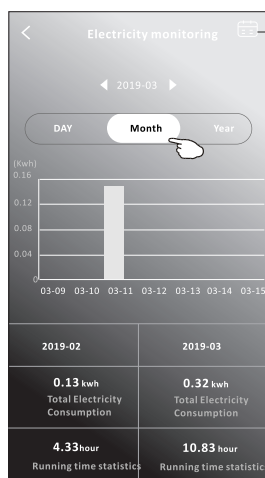 Electricity monitoring
2019-03
DAY Month Year
(Kwh)
0.16
0.12
0.08
0.04
0
03-09 03-10 03-11 03-12 03-13 03-14 03-15
2019-02 2019-03
0.13 kwh 0.32 kwh
Total Electricity Total Electricity
Consumption Consumption
4.33hour 10.83 hour
Running time statistics Running time statistic